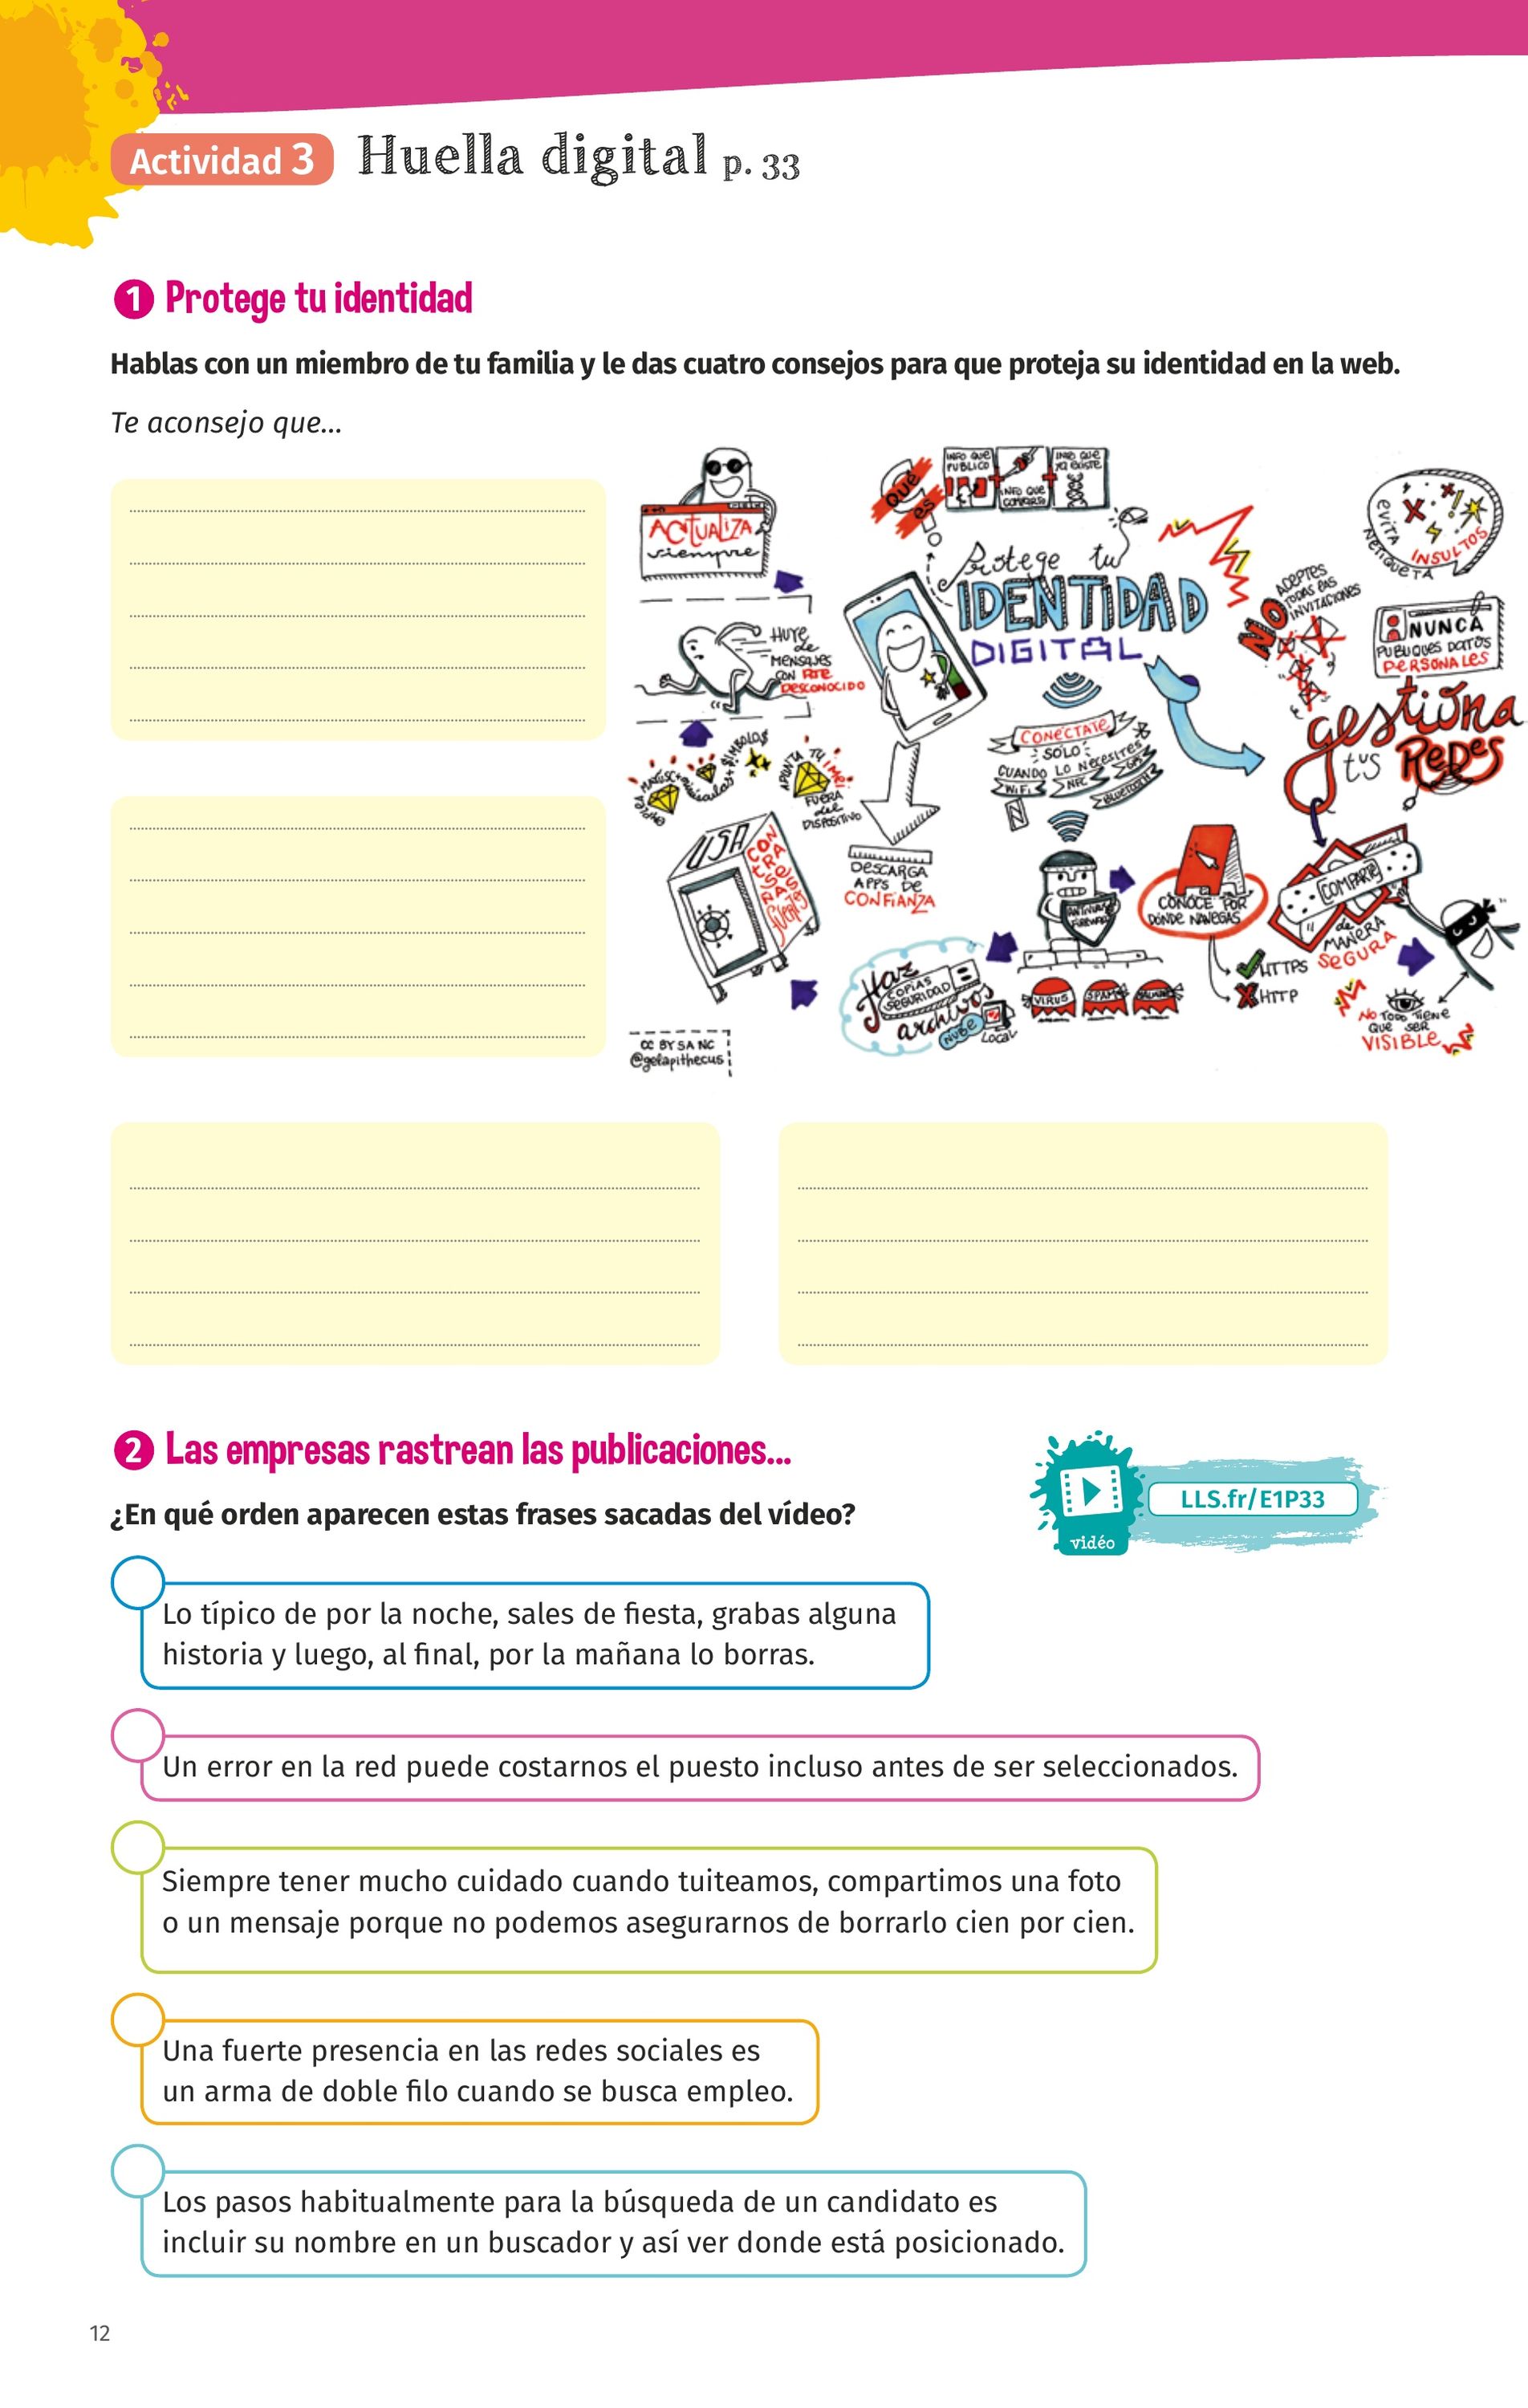 Actividad 3 Huella digital p. 33
1 Protege tu identidad
Hablas con un miembro de tu familia y le das cuatro consejos para que proteja su identidad en la web.
Te aconsejo que...
ACTUALIZA
siempre
HUYE
de
MENSAJES
CON RTE
DESCONOCIDO
QUÉ
es
INFO QUE
PUBLICO
INFO QUE
COMPARTO
INFO QUE
YA EXISTE
Protege tu
IDENTIDAD
DIGITAL
CONÉCTATE
SÓLO
CUANDO LO NECESITES
WiFi
NFC
GPS
BLUETOOTH
NO
ACEPTES
TODAS LAS
INVITACIONES
EVITA
INSULTOS
NETIQUETA
NUNCA
PUBLIQUES DATOS
PERSONALES
gestiona
tus REDES
APUNTA TU
FUERA
del
DISPOSITIVO
USA
CONTRASEÑAS
fuertes
DESCARGA
APPS DE
CONFiANZA
ANTIVIRUS
FIREWALL
VIRUS
SPAM
CONOCE POR
DÓNDE NAVEGAS
HTTPS
HTTP
COMPARTE
de
MANERA
SEGURA
NO TODO TIENE
QUE SER
VISIBLE
Haz
COPIAS
SEGURIDAD
archivos
NUBE
LOCAL
CC BY SA NC
@gelapithecus
2 Las empresas rastrean las publicaciones...
vidéo
LLS.fr/E1P33
¿En qué orden aparecen estas frases sacadas del vídeo?
Lo típico de por la noche, sales de fiesta, grabas alguna
historia y luego, al final, por la mañana lo borras.
Un error en la red puede costarnos el puesto incluso antes de ser seleccionados.
Siempre tener mucho cuidado cuando tuiteamos, compartimos una foto
o un mensaje porque no podemos asegurarnos de borrarlo cien por cien.
Una fuerte presencia en las redes sociales es
un arma de doble filo cuando se busca empleo.
Los pasos habitualmente para la búsqueda de un candidato es
incluir su nombre en un buscador y así ver donde está posicionado.
12